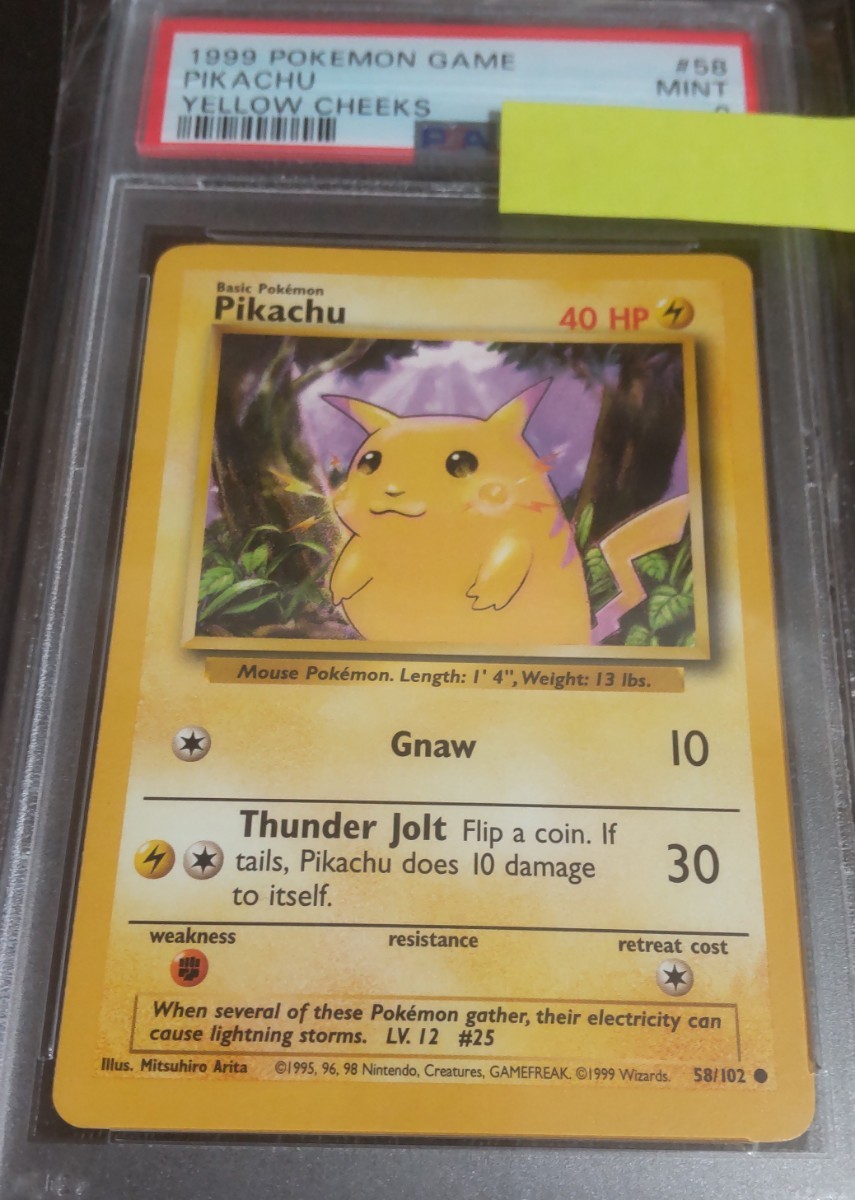 1999 POKEMON GAME #58
PIKACHU MINT
YELLOW CHEEKS
Basic Pokémon
Pikachu 40 HP
Mouse Pokémon. Length: 1' 4", Weight: 13 lbs.
Gnaw 10
Thunder Jolt Flip a coin. If
tails, Pikachu does 10 damage 30
to itself.
weakness resistance retreat cost
When several of these Pokémon gather, their electricity can
cause lightning storms. LV. 12 #25
Illus. Mitsuhiro Arita ©1995, 96, 98 Nintendo, Creatures, GAMEFREAK. ©1999 Wizards. 58/102